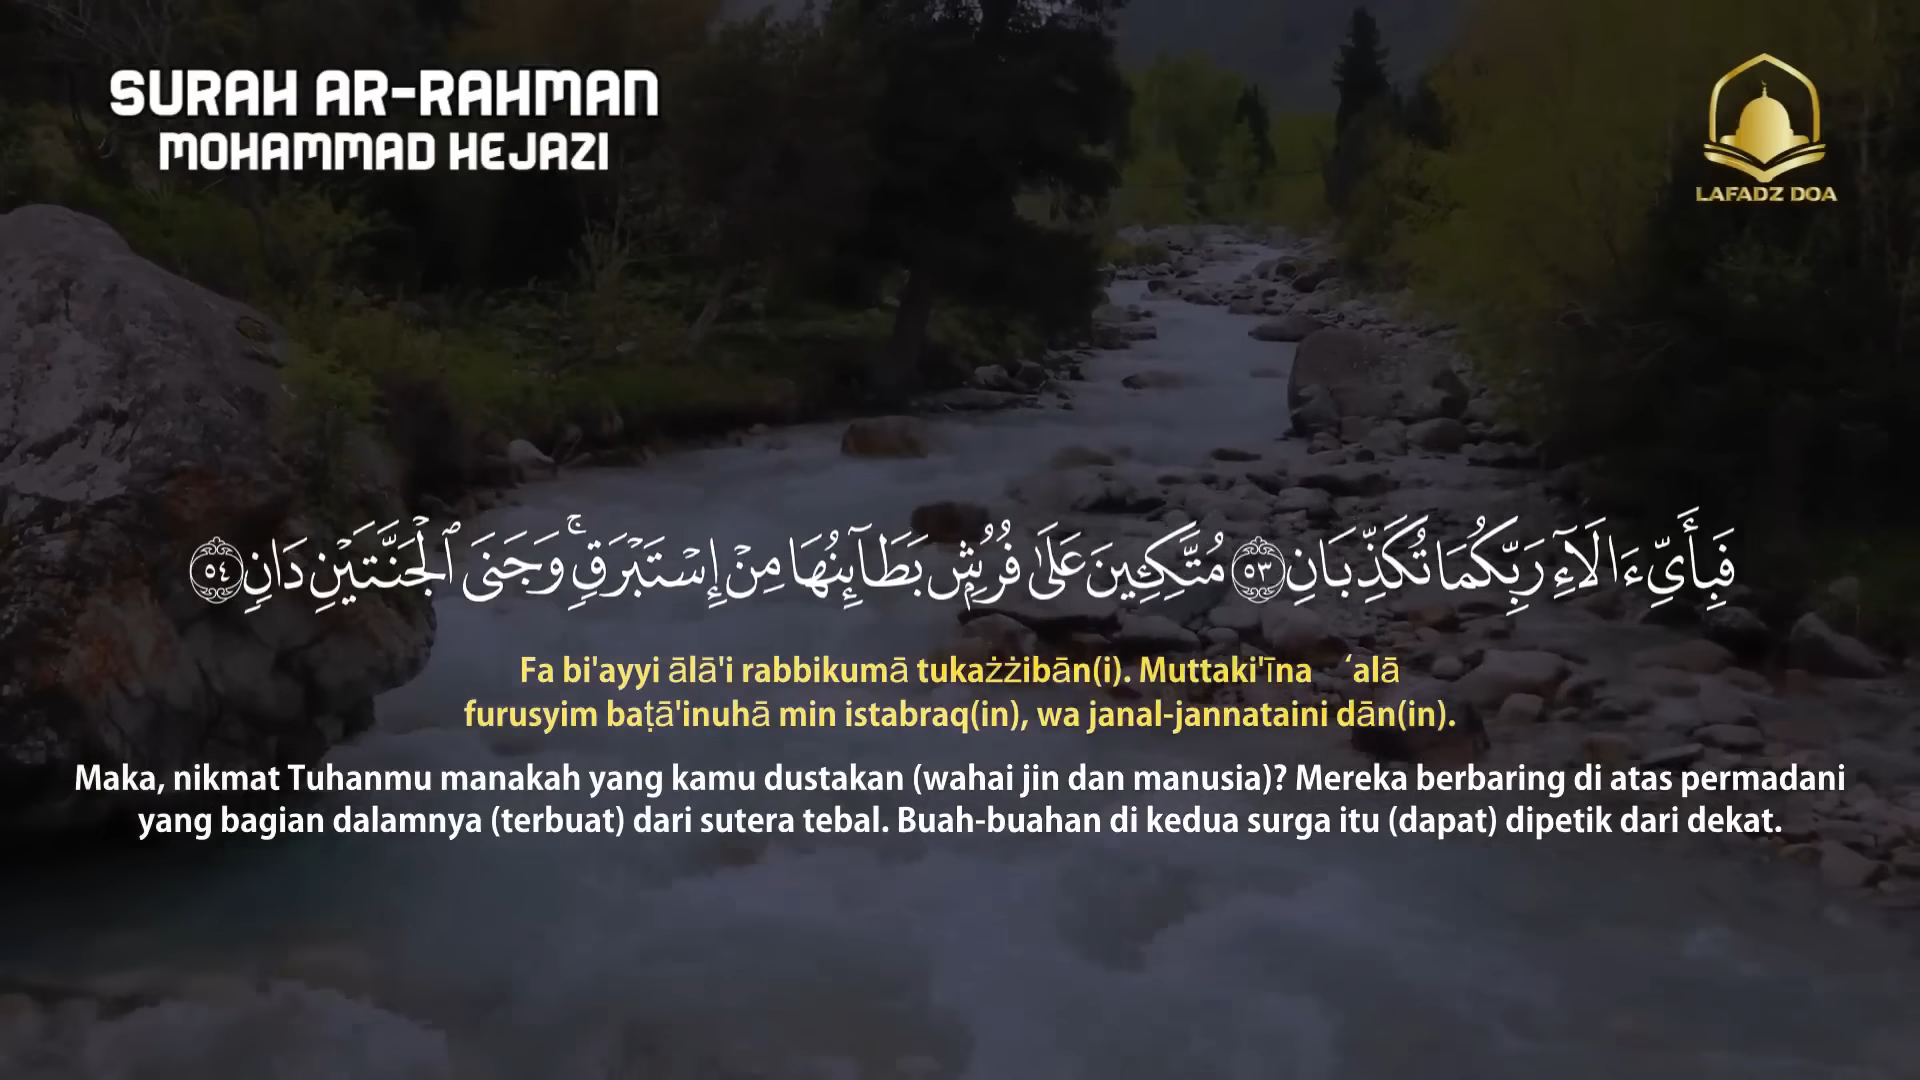 SURAH AR-RAHMAN
MOHAMMAD HEJAZI
LAFADZ DOA
فَبِأَيِّ ءَالَآءِ رَبِّكُمَا تُكَذِّبَانِ ٥٣ مُتَّكِـِٔينَ عَلَىٰ فُرُشٍۭ بَطَآئِنُهَا مِنْ إِسْتَبْرَقٍۚ وَجَنَى ٱلْجَنَّتَيْنِ دَانٍ ٥٤
Fa bi'ayyi ālā'i rabbikumā tukażżibān(i). Muttaki'īna ‘alā
furusyim baṭā'inuhā min istabraq(in), wa janal-jannataini dān(in).
Maka, nikmat Tuhanmu manakah yang kamu dustakan (wahai jin dan manusia)? Mereka berbaring di atas permadani
yang bagian dalamnya (terbuat) dari sutera tebal. Buah-buahan di kedua surga itu (dapat) dipetik dari dekat.